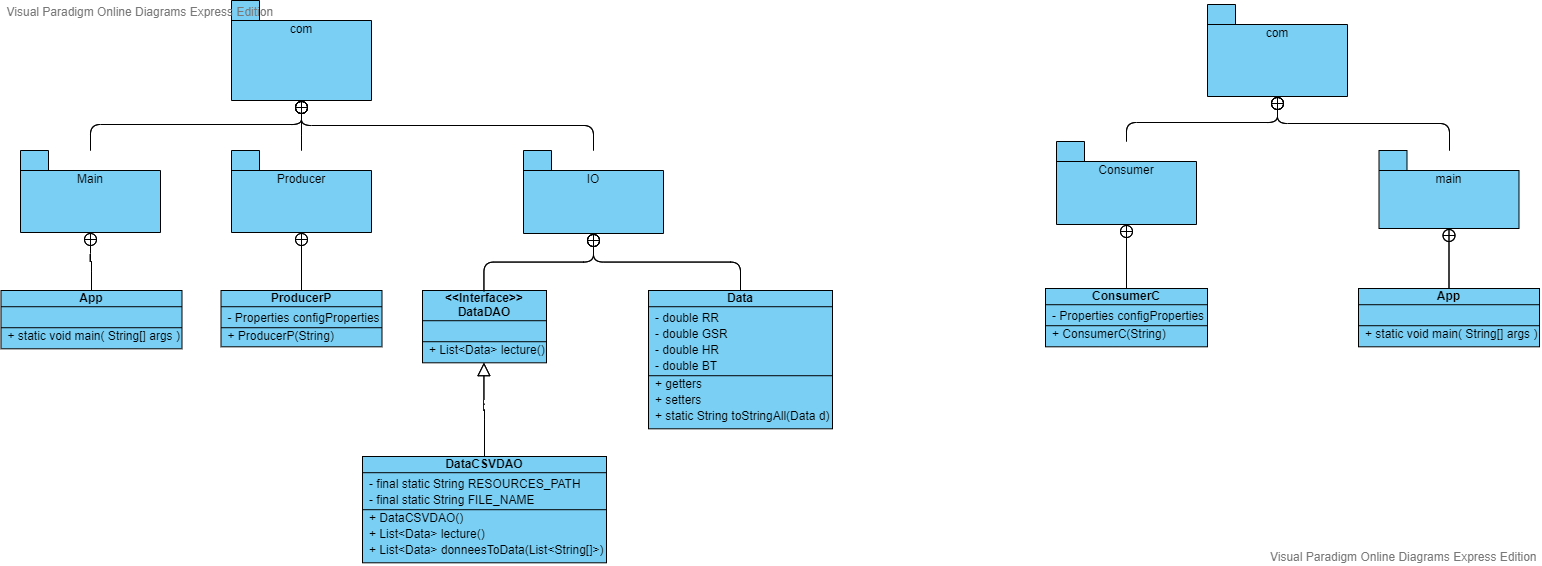 Visual Paradigm Online Diagrams Express Edition
com
Main
Producer
IO
App
+ static void main( String[] args )
ProducerP
- Properties configProperties
+ ProducerP(String)
<<Interface>>
DataDAO
+ List<Data> lecture()
Data
- double RR
- double GSR
- double HR
- double BT
+ getters
+ setters
+ static String toStringAll(Data d)
DataCSVDAO
- final static String RESOURCES_PATH
- final static String FILE_NAME
+ DataCSVDAO()
+ List<Data> lecture()
+ List<Data> donneesToData(List<String[]>)
com
Consumer
main
ConsumerC
- Properties configProperties
+ ConsumerC(String)
App
+ static void main( String[] args )
Visual Paradigm Online Diagrams Express Edition